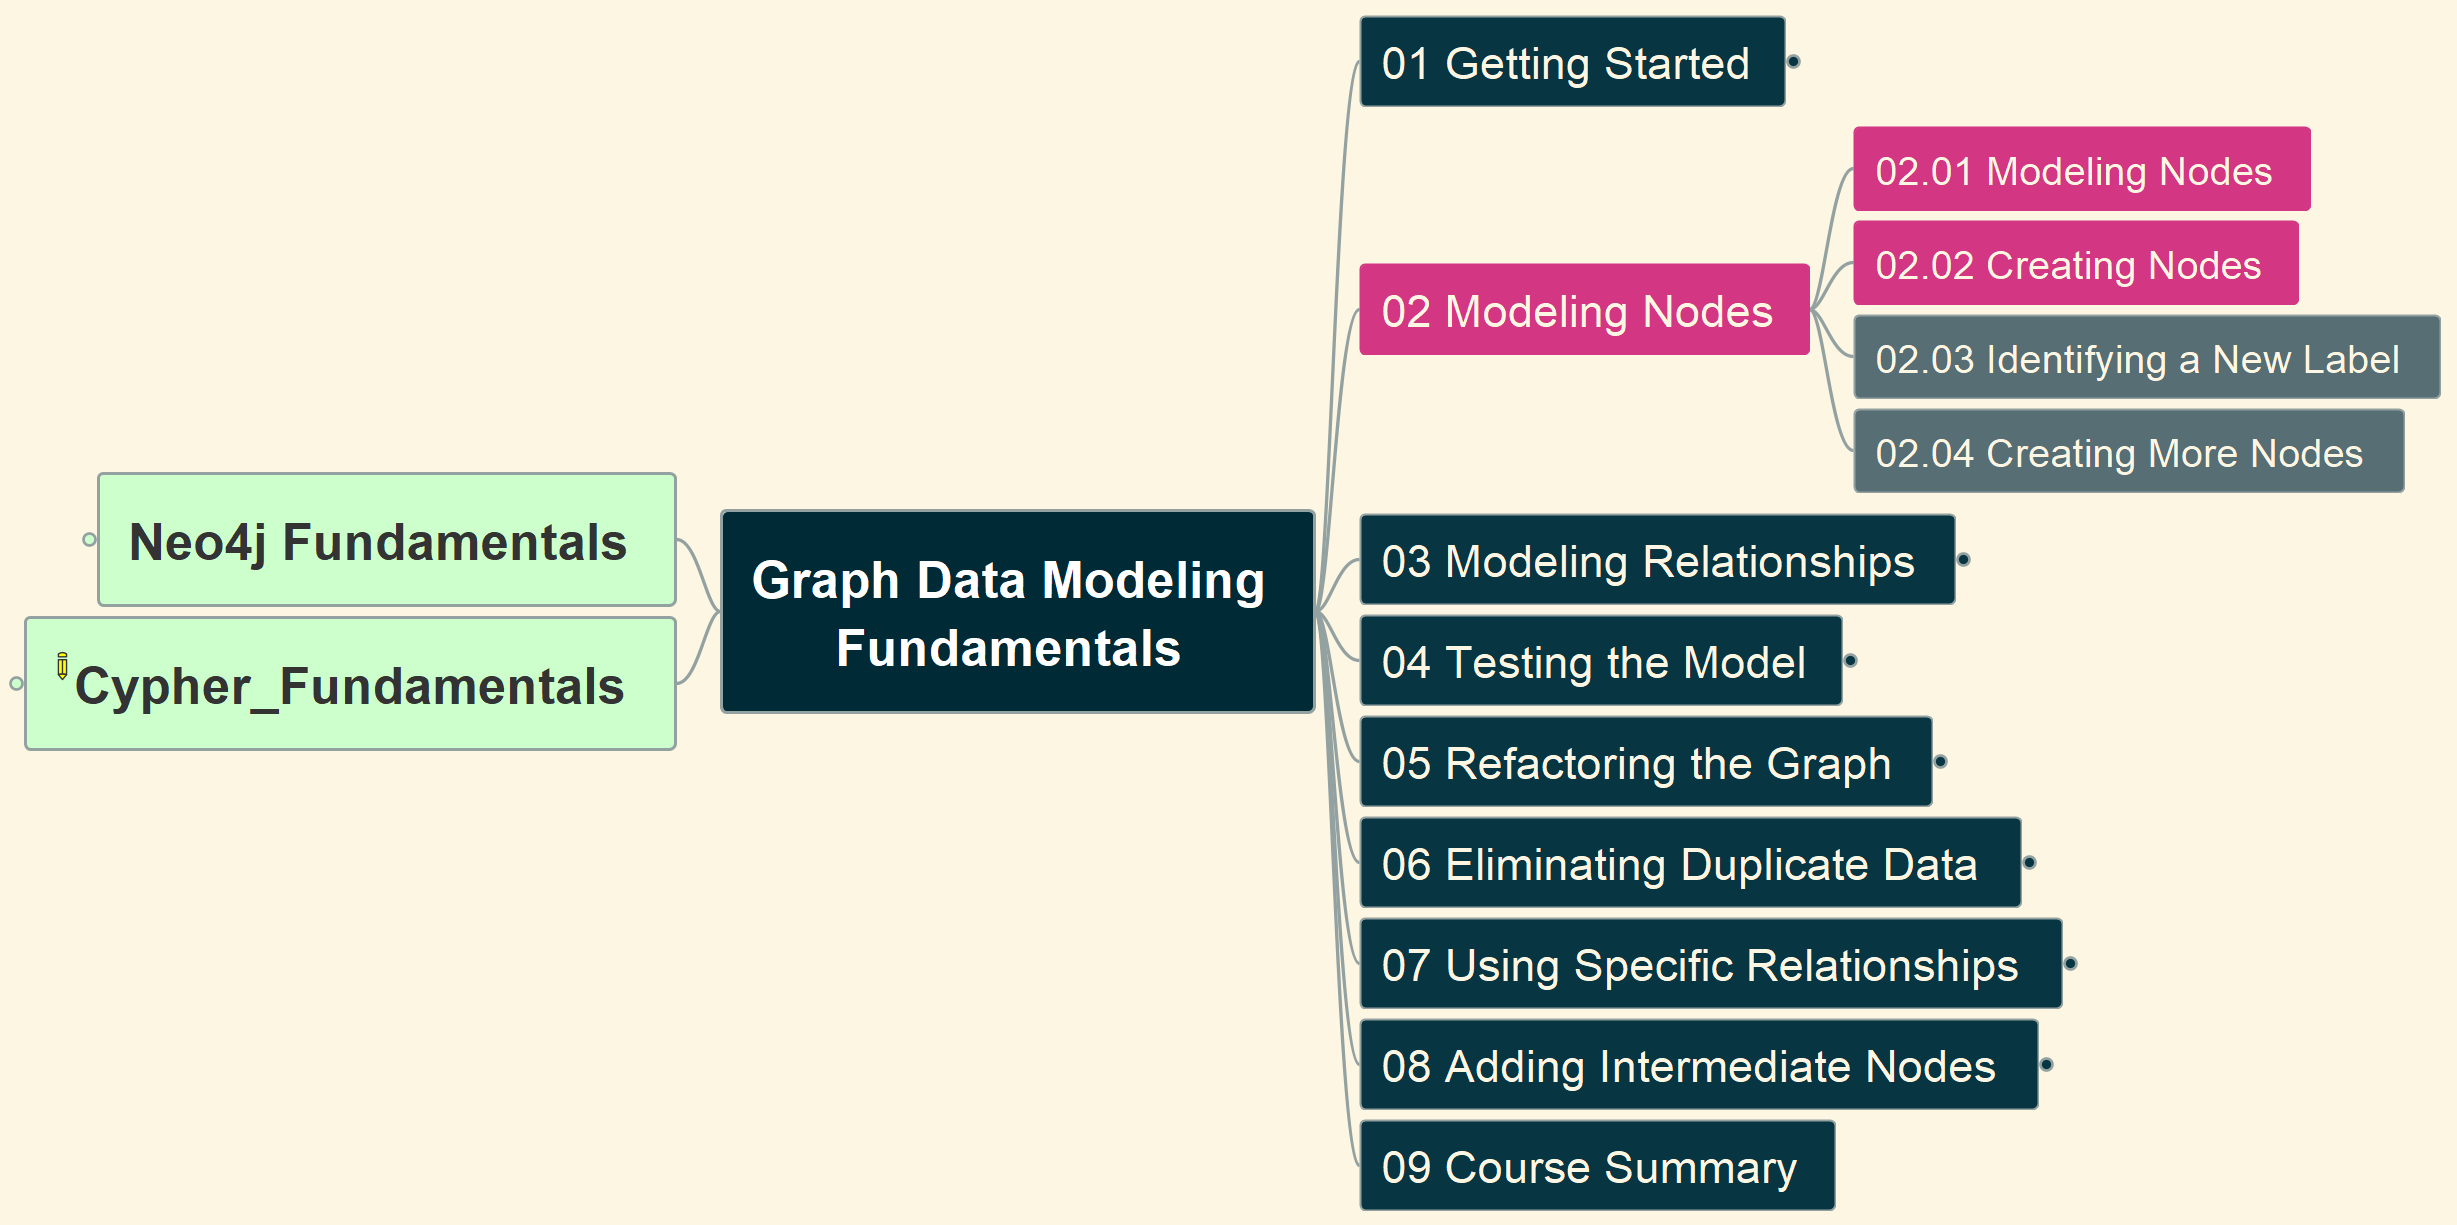 Neo4j Fundamentals
Cypher_Fundamentals
Graph Data Modeling
Fundamentals
01 Getting Started
02 Modeling Nodes
02.01 Modeling Nodes
02.02 Creating Nodes
02.03 Identifying a New Label
02.04 Creating More Nodes
03 Modeling Relationships
04 Testing the Model
05 Refactoring the Graph
06 Eliminating Duplicate Data
07 Using Specific Relationships
08 Adding Intermediate Nodes
09 Course Summary